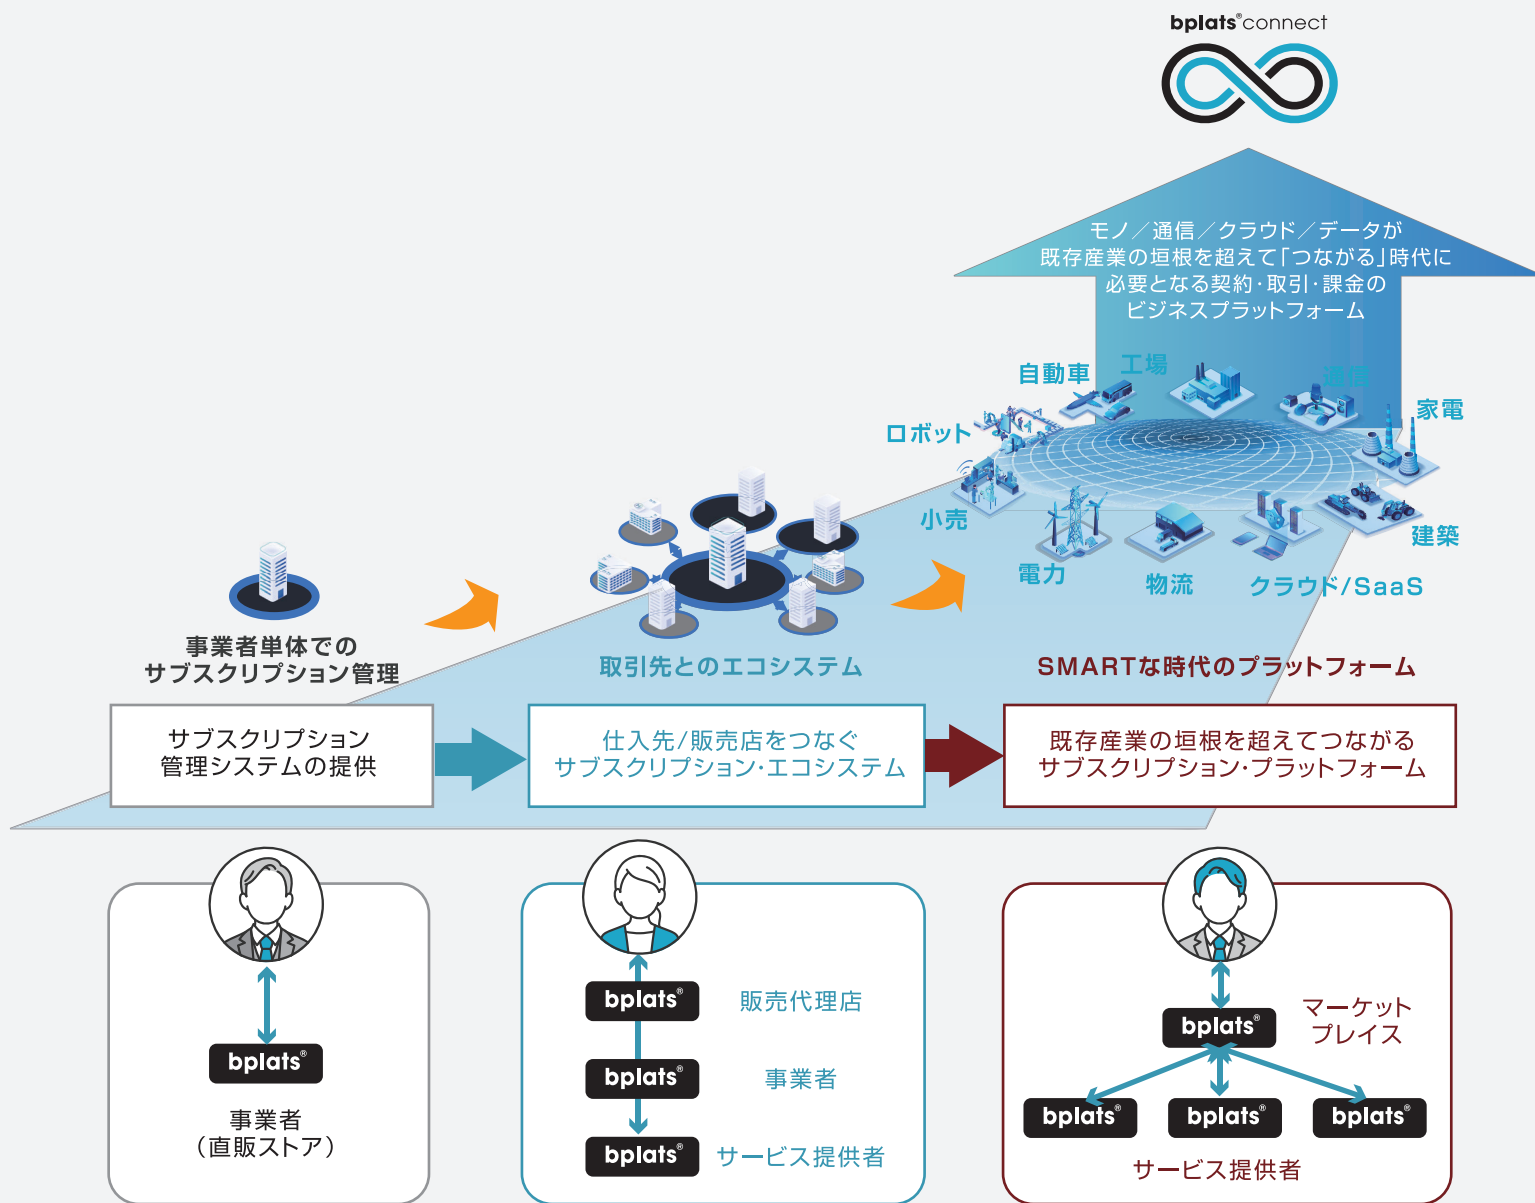 bplats®connect
モノ／通信／クラウド／データが
既存産業の垣根を超えて｢つながる｣時代に
必要となる契約･取引･課金の
ビジネスプラットフォーム
工場
通信
自動車
家電
ロボット
小売
建築
電力
物流
クラウド/SaaS
事業者単体での
サブスクリプション管理
取引先とのエコシステム
SMARTな時代のプラットフォーム
サブスクリプション
管理システムの提供
仕入先/販売店をつなぐ
サブスクリプション･エコシステム
既存産業の垣根を超えてつながる
サブスクリプション･プラットフォーム
bplats®
事業者
（直販ストア）
bplats®
販売代理店
bplats®
事業者
bplats®
サービス提供者
bplats®
マーケット
プレイス
bplats®
bplats®
bplats®
サービス提供者